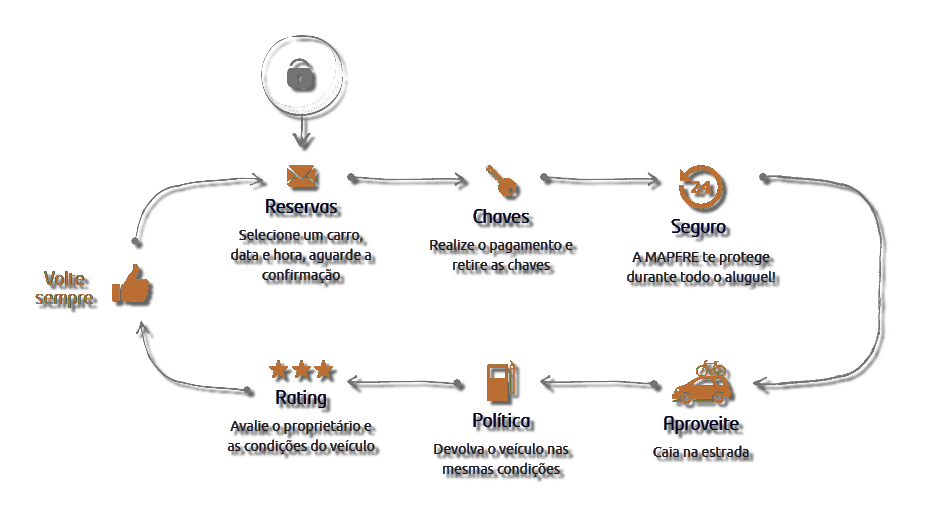 Reservas
Selecione um carro,
data e hora, aguarde a
confirmação
Chaves
Realize o pagamento e
retire as chaves
24
Seguro
A MAPFRE te protege
durante todo o aluguel!
Aproveite
Caia na estrada
Política
Devolva o veículo nas
mesmas condições
Rating
Avalie o proprietário e
as condições do veículo
Volte
sempre